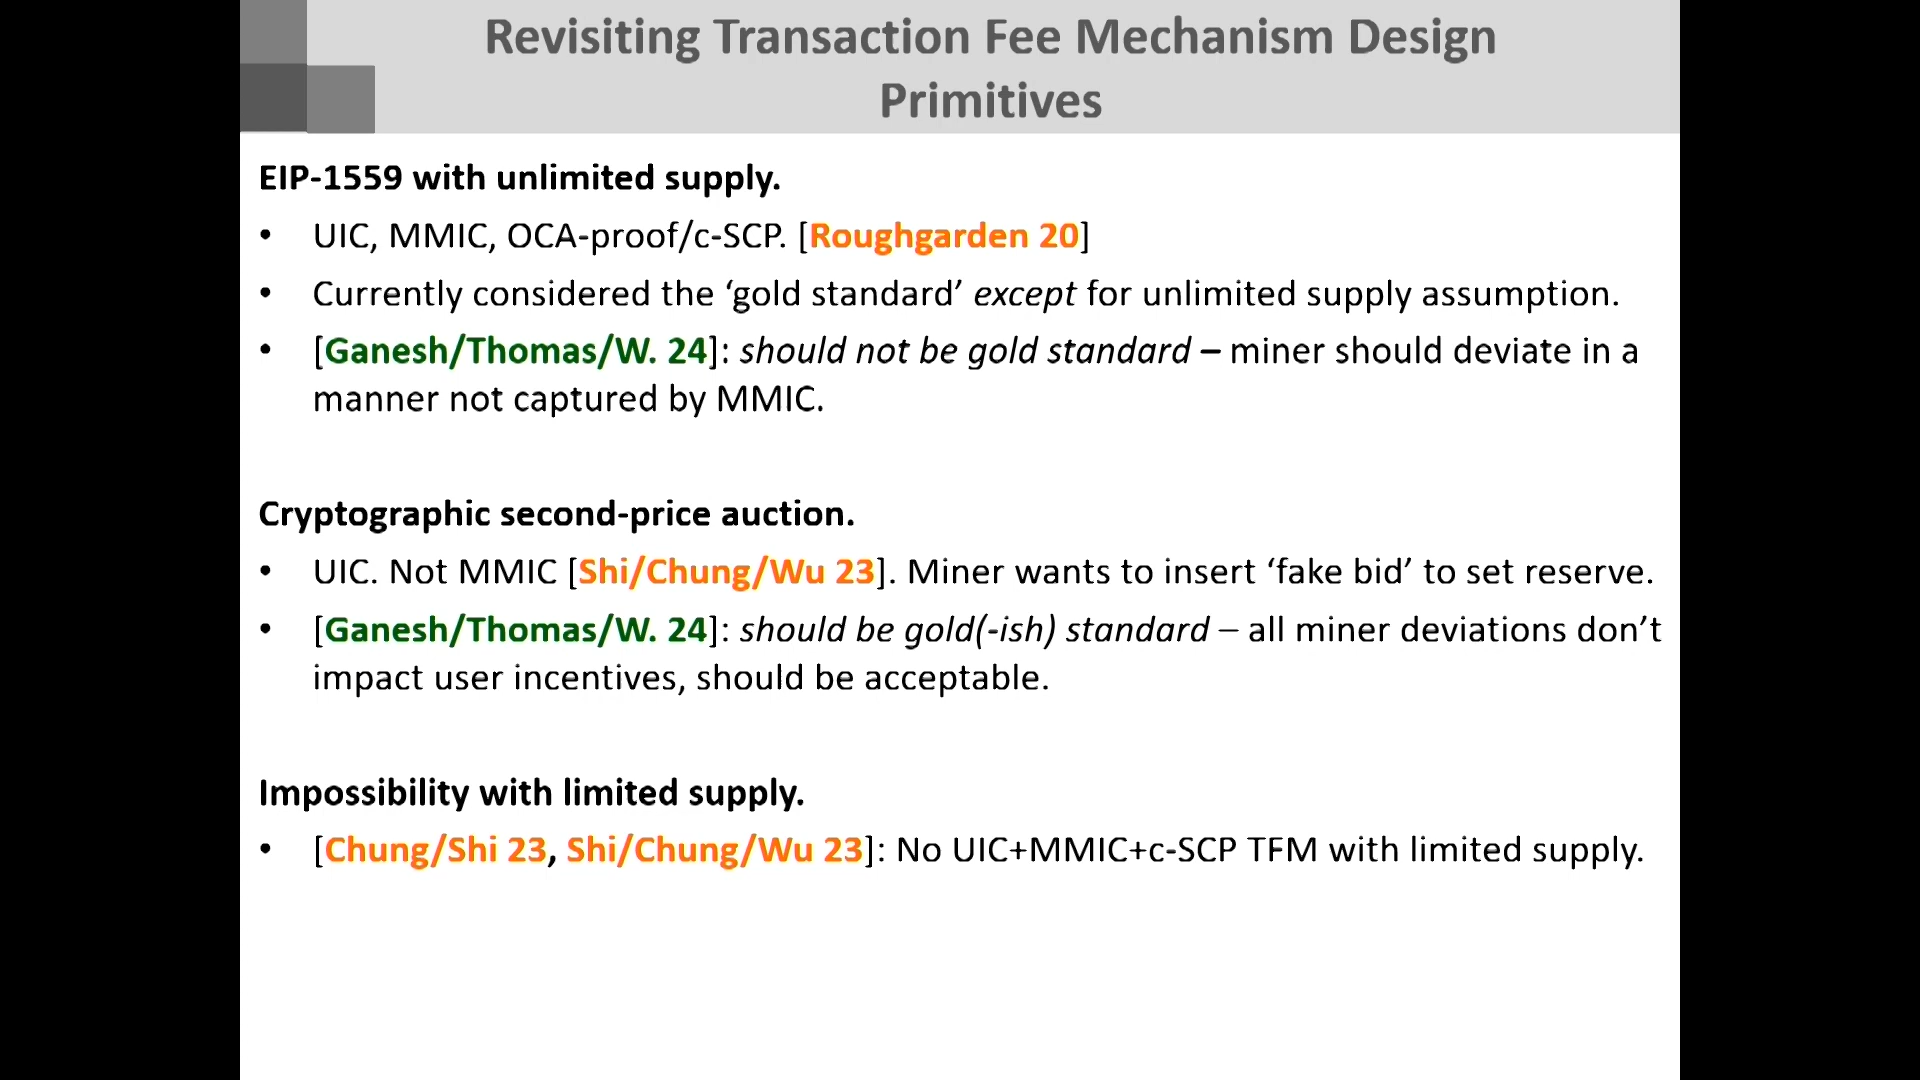 Revisiting Transaction Fee Mechanism Design
Primitives
EIP-1559 with unlimited supply.
• UIC, MMIC, OCA-proof/c-SCP. [Roughgarden 20]
• Currently considered the ‘gold standard’ except for unlimited supply assumption.
• [Ganesh/Thomas/W. 24]: should not be gold standard – miner should deviate in a
manner not captured by MMIC.
Cryptographic second-price auction.
• UIC. Not MMIC [Shi/Chung/Wu 23]. Miner wants to insert ‘fake bid’ to set reserve.
• [Ganesh/Thomas/W. 24]: should be gold(-ish) standard – all miner deviations don’t
impact user incentives, should be acceptable.
Impossibility with limited supply.
• [Chung/Shi 23, Shi/Chung/Wu 23]: No UIC+MMIC+c-SCP TFM with limited supply.